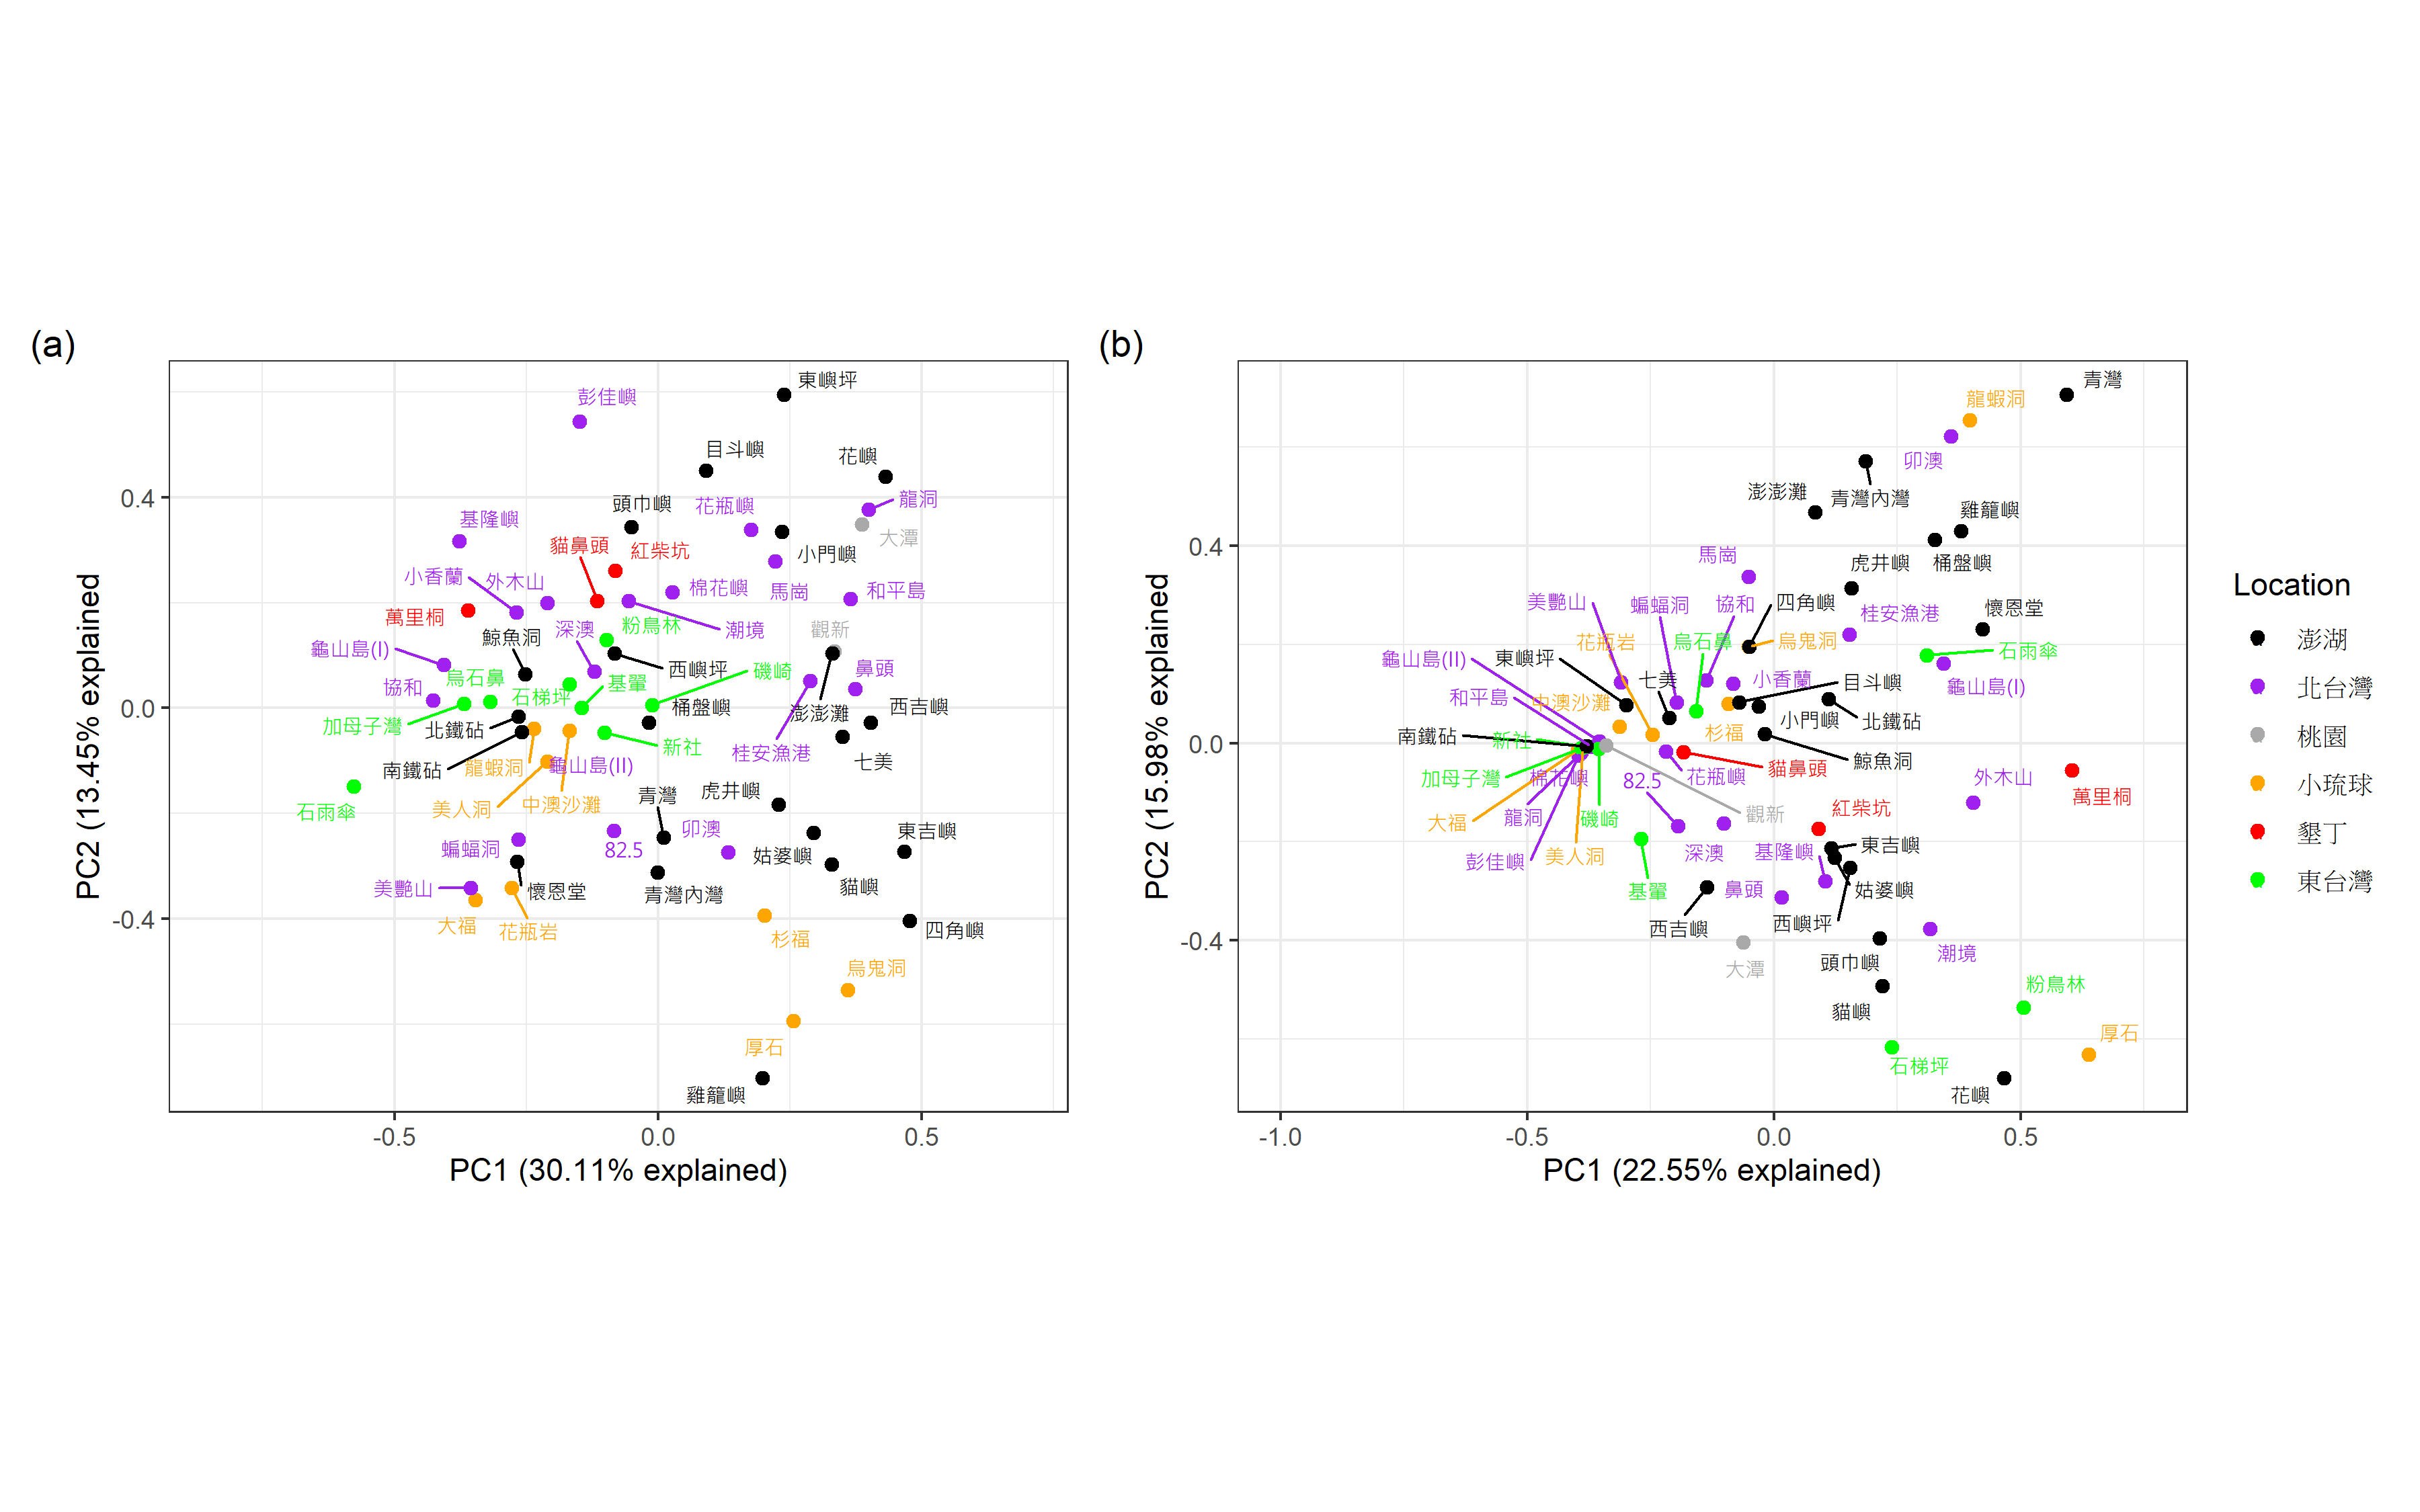 (a)
PC2 (13.45% explained)
0.4
0.0
-0.4
東嶼坪
彭佳嶼
目斗嶼
花嶼
頭巾嶼
花瓶嶼
龍洞
基隆嶼
大潭
貓鼻頭
紅柴坑
小門嶼
小香蘭
外木山
棉花嶼
馬崗
和平島
萬里桐
深澳
粉鳥林
潮境
觀新
鯨魚洞
龜山島(I)
西嶼坪
磯崎
鼻頭
協和
烏石鼻
石梯坪
基翬
桶盤嶼
澎澎灘
西吉嶼
加母子灣
北鐵砧
新社
桂安漁港
七美
南鐵砧
龍蝦洞
龜山島(II)
石雨傘
美人洞
中澳沙灘
青灣
虎井嶼
卯澳
東吉嶼
蝙蝠洞
82.5
姑婆嶼
貓嶼
美艷山
懷恩堂
青灣內灣
大福
花瓶岩
杉福
四角嶼
烏鬼洞
厚石
雞籠嶼
-0.5
0.0
0.5
PC1 (30.11% explained)
(b)
PC2 (15.98% explained)
0.4
0.0
-0.4
青灣
龍蝦洞
卯澳
澎澎灘
青灣內灣
雞籠嶼
馬崗
虎井嶼
桶盤嶼
美艷山
蝙蝠洞
協和
四角嶼
桂安漁港
懷恩堂
花瓶岩
烏石鼻
烏鬼洞
石雨傘
龜山島(II)
東嶼坪
七美
小香蘭
目斗嶼
龜山島(I)
和平島
中澳沙灘
杉福
小門嶼
北鐵砧
南鐵砧
新社
加母子灣
棉花嶼
82.5
花瓶嶼
貓鼻頭
鯨魚洞
外木山
萬里桐
大福
龍洞
磯崎
觀新
紅柴坑
彭佳嶼
美人洞
深澳
基隆嶼
東吉嶼
基翬
鼻頭
姑婆嶼
西吉嶼
西嶼坪
大潭
頭巾嶼
潮境
貓嶼
粉鳥林
厚石
石梯坪
花嶼
-1.0
-0.5
0.0
0.5
PC1 (22.55% explained)
Location
澎湖
北台灣
桃園
小琉球
墾丁
東台灣